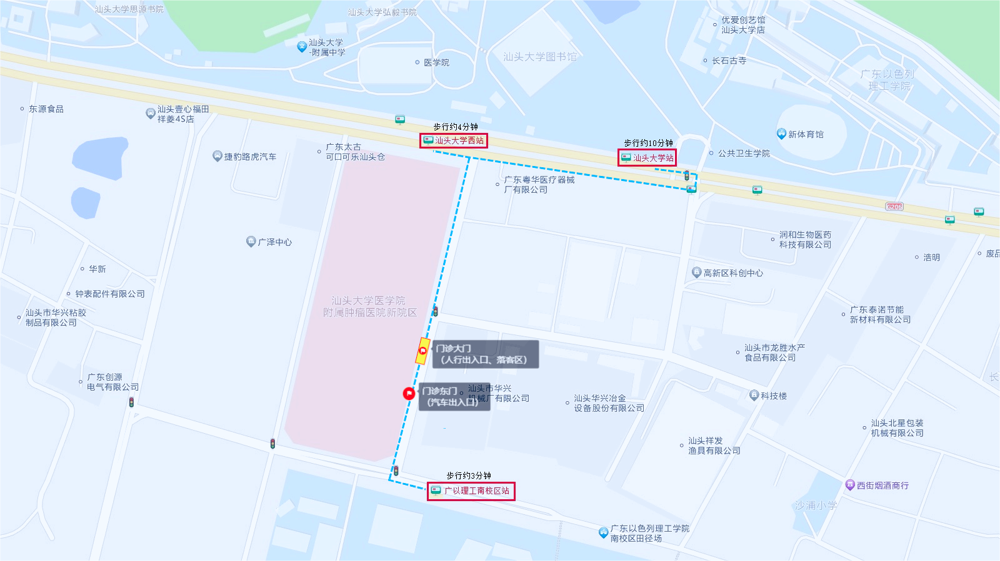 汕头大学思源书院
汕头大学弘毅书院
优爱创艺馆
汕头大学店
汕头大学
-附属中学
医学院
汕头大学图书馆
长石古寺
广东以色列
理工学院
东源食品
汕头壹心福田
祥菱4S店
步行约4分钟
汕头大学西站
步行约10分钟
汕头大学站
新体育馆
公共卫生学院
广东太古
可口可乐汕头仓
捷豹路虎汽车
广东粤华医疗器械
厂有限公司
G206
广泽中心
润和生物医药
科技有限公司
浩明
废品
华新
高新区科创中心
钟表配件有限公司
汕头大学医学院
附属肿瘤医院新院区
汕头市华兴粘胶
制品有限公司
广东泰诺节能
新材料有限公司
门诊大门
（人行出入口、落客区）
汕头市龙胜水产
食品有限公司
广东创源
电气有限公司
长
门诊东门
（汽车出入口）
汕头市华兴
机械厂有限公司
汕头华兴冶金
设备股份有限公司
科技楼
汕头北星包装
机械有限公司
汕头祥发
渔具有限公司
步行约3分钟
广以理工南校区站
西街烟酒商行
沙浦小学
广东以色列理工学院
南校区田径场